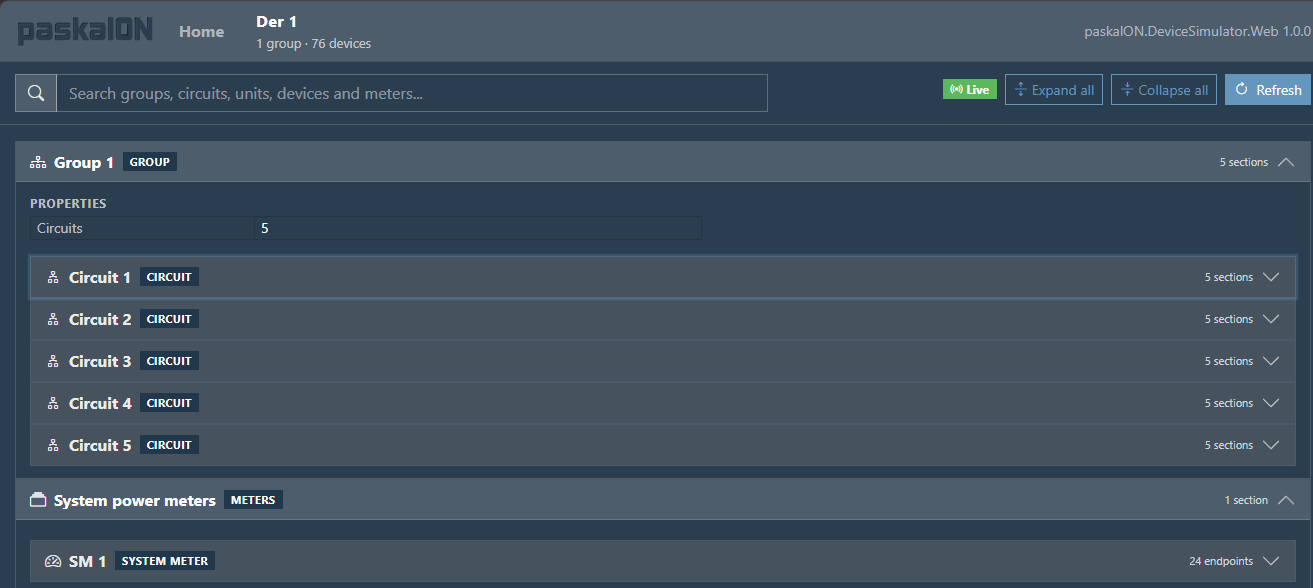 paskalON Home Der 1
1 group · 76 devices
paskalON.DeviceSimulator.Web 1.0.0
Search groups, circuits, units, devices and meters...
Live Expand all Collapse all Refresh
Group 1 GROUP 5 sections
PROPERTIES
Circuits 5
Circuit 1 CIRCUIT 5 sections
Circuit 2 CIRCUIT 5 sections
Circuit 3 CIRCUIT 5 sections
Circuit 4 CIRCUIT 5 sections
Circuit 5 CIRCUIT 5 sections
System power meters METERS 1 section
SM 1 SYSTEM METER 24 endpoints